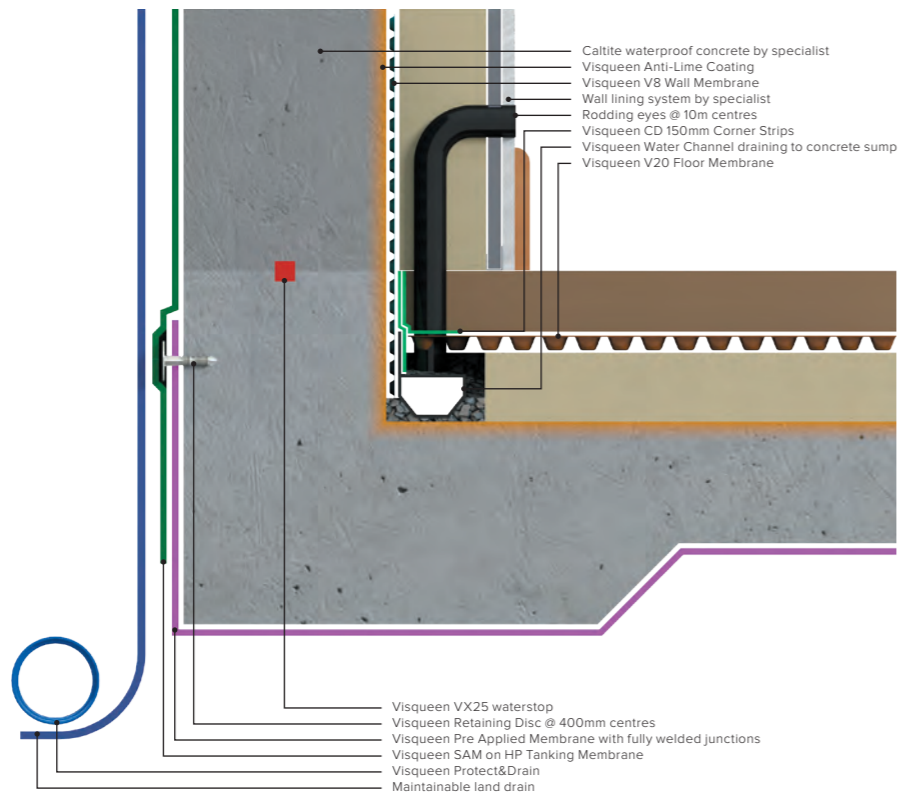 Caltite waterproof concrete by specialist
Visqueen Anti-Lime Coating
Visqueen V8 Wall Membrane
Wall lining system by specialist
Rodding eyes @ 10m centres
Visqueen CD 150mm Corner Strips
Visqueen Water Channel draining to concrete sump
Visqueen V20 Floor Membrane
Visqueen VX25 waterstop
Visqueen Retaining Disc @ 400mm centres
Visqueen Pre Applied Membrane with fully welded junctions
Visqueen SAM on HP Tanking Membrane
Visqueen Protect&Drain
Maintainable land drain